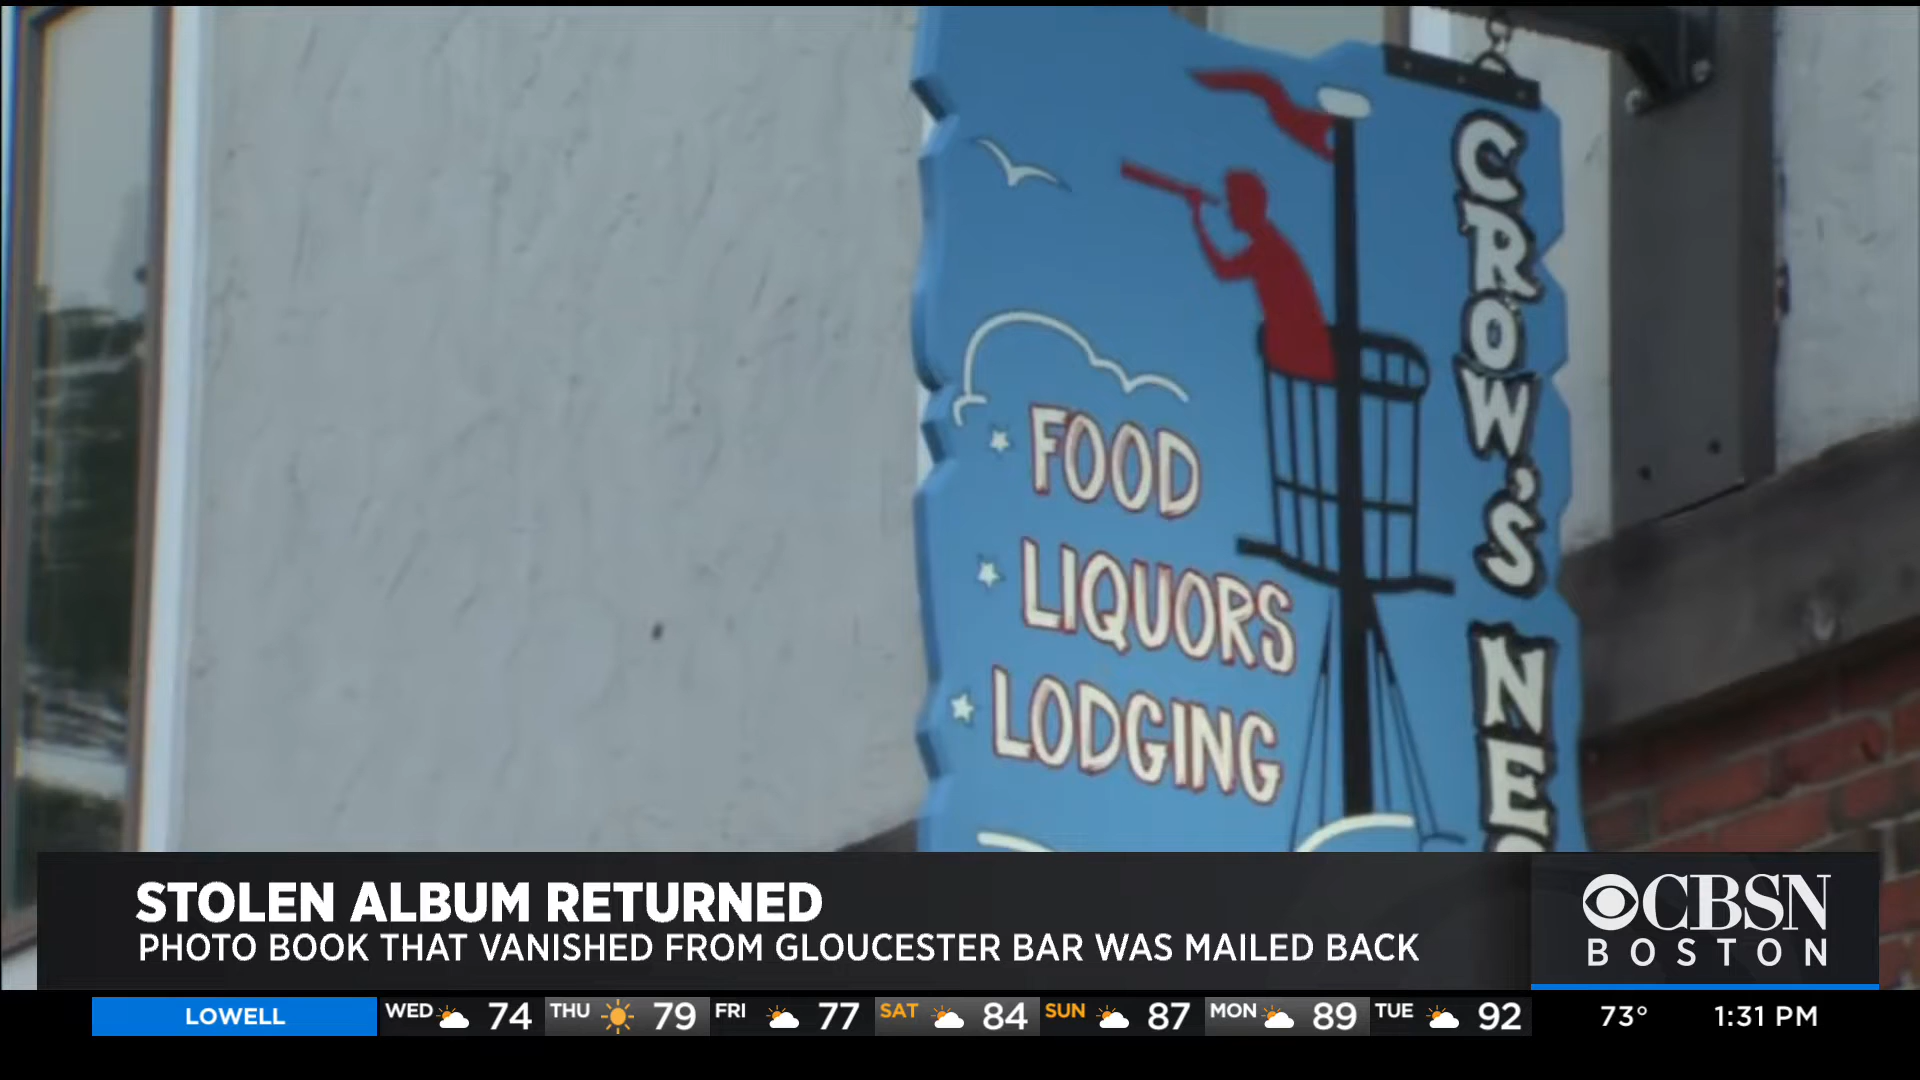 CROW'S NE
FOOD
LIQUORS
LODGING
STOLEN ALBUM RETURNED
PHOTO BOOK THAT VANISHED FROM GLOUCESTER BAR WAS MAILED BACK
CBSN
BOSTON
LOWELL WED 74 THU 79 FRI 77 SAT 84 SUN 87 MON 89 TUE 92 73° 1:31 PM